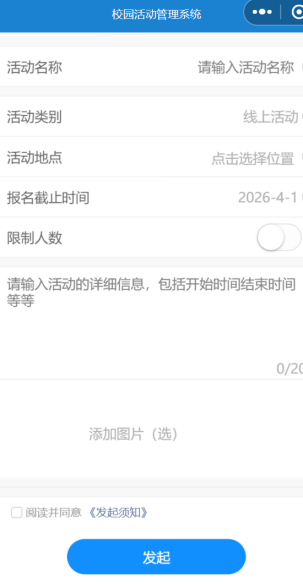 校园活动管理系统
活动名称 请输入活动名称
活动类别 线上活动
活动地点 点击选择位置
报名截止时间 2026-4-1
限制人数
请输入活动的详细信息，包括开始时间结束时间
等等
0/20
添加图片（选）
阅读并同意 《发起须知》
发起